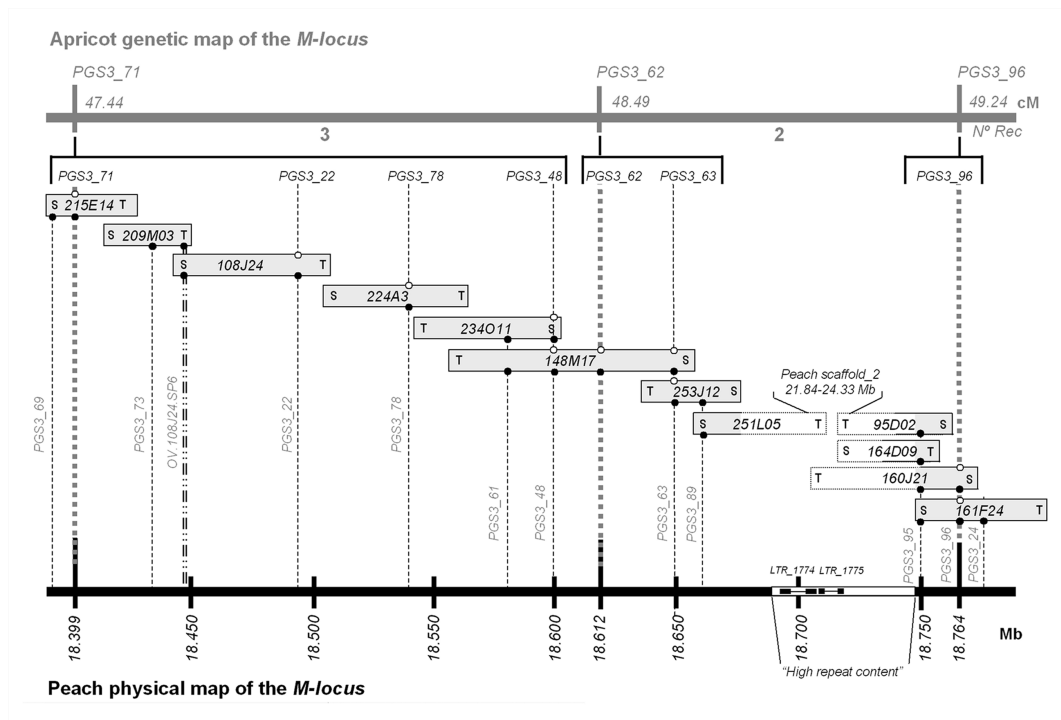 Apricot genetic map of the M-locus
PGS3_71 PGS3_62 PGS3_96
47.44 48.49 49.24 cM
3 2 Nº Rec
PGS3_71 PGS3_22 PGS3_78 PGS3_48 PGS3_62 PGS3_63 PGS3_96
S 215E14 T
S 209M03 T
S 108J24 T
S 224A3 T
T 234O11 S
T 148M17 S
Peach scaffold_2
21.84-24.33 Mb
T 253J12 S
S 251L05 T
T 95D02 S
S 164D09 T
T 160J21 S
S 161F24 T
PGS3_69
PGS3_73
OV.108J24.SP6
PGS3_22
PGS3_78
PGS3_61
PGS3_48
PGS3_63
PGS3_89
PGS3_95
PGS3_96
PGS3_24
LTR_1774 LTR_1775
18.399
18.450
18.500
18.550
18.600
18.612
18.650
18.700
18.750
18.764
Mb
“High repeat content”
Peach physical map of the M-locus